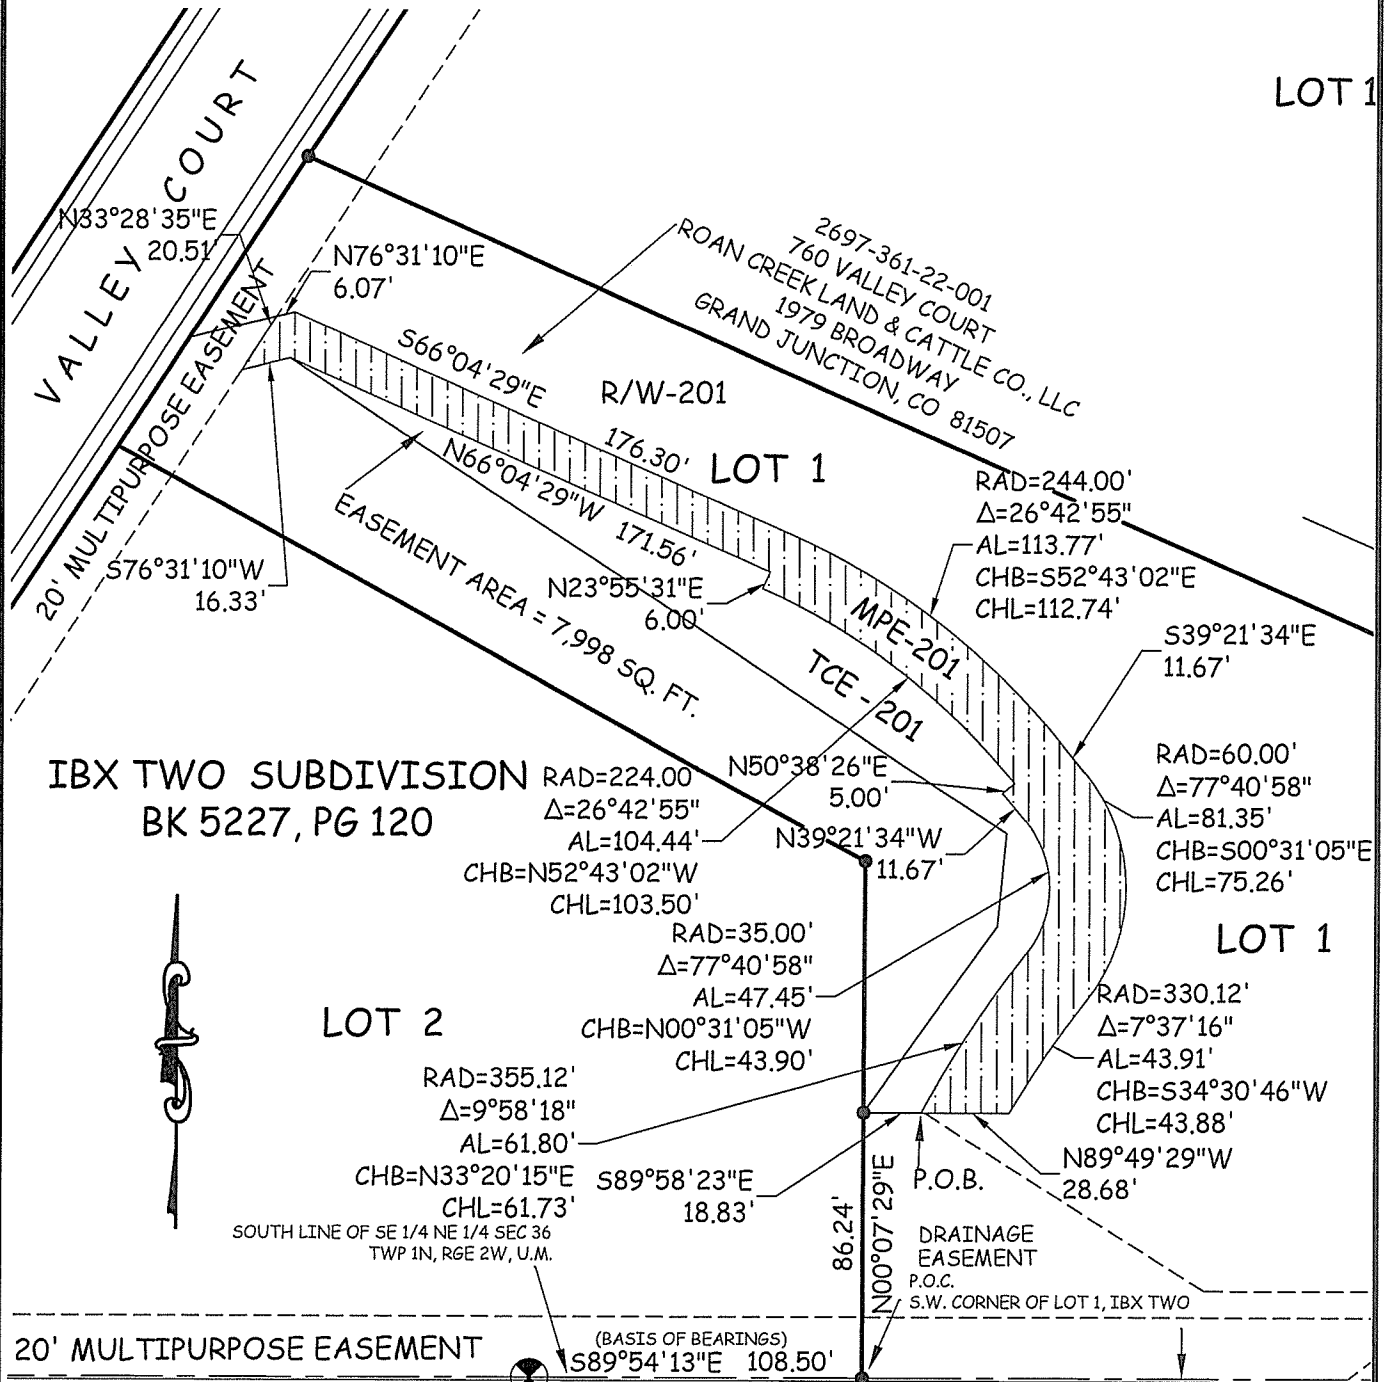 LOT 1
VALLEY COURT
N33°28'35"E
20.51'
N76°31'10"E
6.07'
20' MULTIPURPOSE EASEMENT
2697-361-22-001
760 VALLEY COURT
ROAN CREEK LAND & CATTLE CO., LLC
1979 BROADWAY
GRAND JUNCTION, CO 81507
S66°04'29"E
176.30'
R/W-201
LOT 1
N66°04'29"W 171.56'
EASEMENT AREA = 7,998 SQ. FT.
S76°31'10"W
16.33'
N23°55'31"E
6.00'
RAD=244.00'
Δ=26°42'55"
AL=113.77'
CHB=S52°43'02"E
CHL=112.74'
MPE-201
TCE - 201
S39°21'34"E
11.67'
IBX TWO SUBDIVISION
BK 5227, PG 120
RAD=224.00
Δ=26°42'55"
AL=104.44'
CHB=N52°43'02"W
CHL=103.50'
N50°38'26"E
5.00'
N39°21'34"W
11.67'
RAD=60.00'
Δ=77°40'58"
AL=81.35'
CHB=S00°31'05"E
CHL=75.26'
LOT 1
RAD=35.00'
Δ=77°40'58"
AL=47.45'
CHB=N00°31'05"W
CHL=43.90'
RAD=330.12'
Δ=7°37'16"
AL=43.91'
CHB=S34°30'46"W
CHL=43.88'
LOT 2
RAD=355.12'
Δ=9°58'18"
AL=61.80'
CHB=N33°20'15"E
CHL=61.73'
S89°58'23"E
18.83'
P.O.B.
N89°49'29"W
28.68'
SOUTH LINE OF SE 1/4 NE 1/4 SEC 36
TWP 1N, RGE 2W, U.M.
86.24'
N00°07'29"E
DRAINAGE
EASEMENT
P.O.C.
S.W. CORNER OF LOT 1, IBX TWO
20' MULTIPURPOSE EASEMENT
(BASIS OF BEARINGS)
S89°54'13"E 108.50'